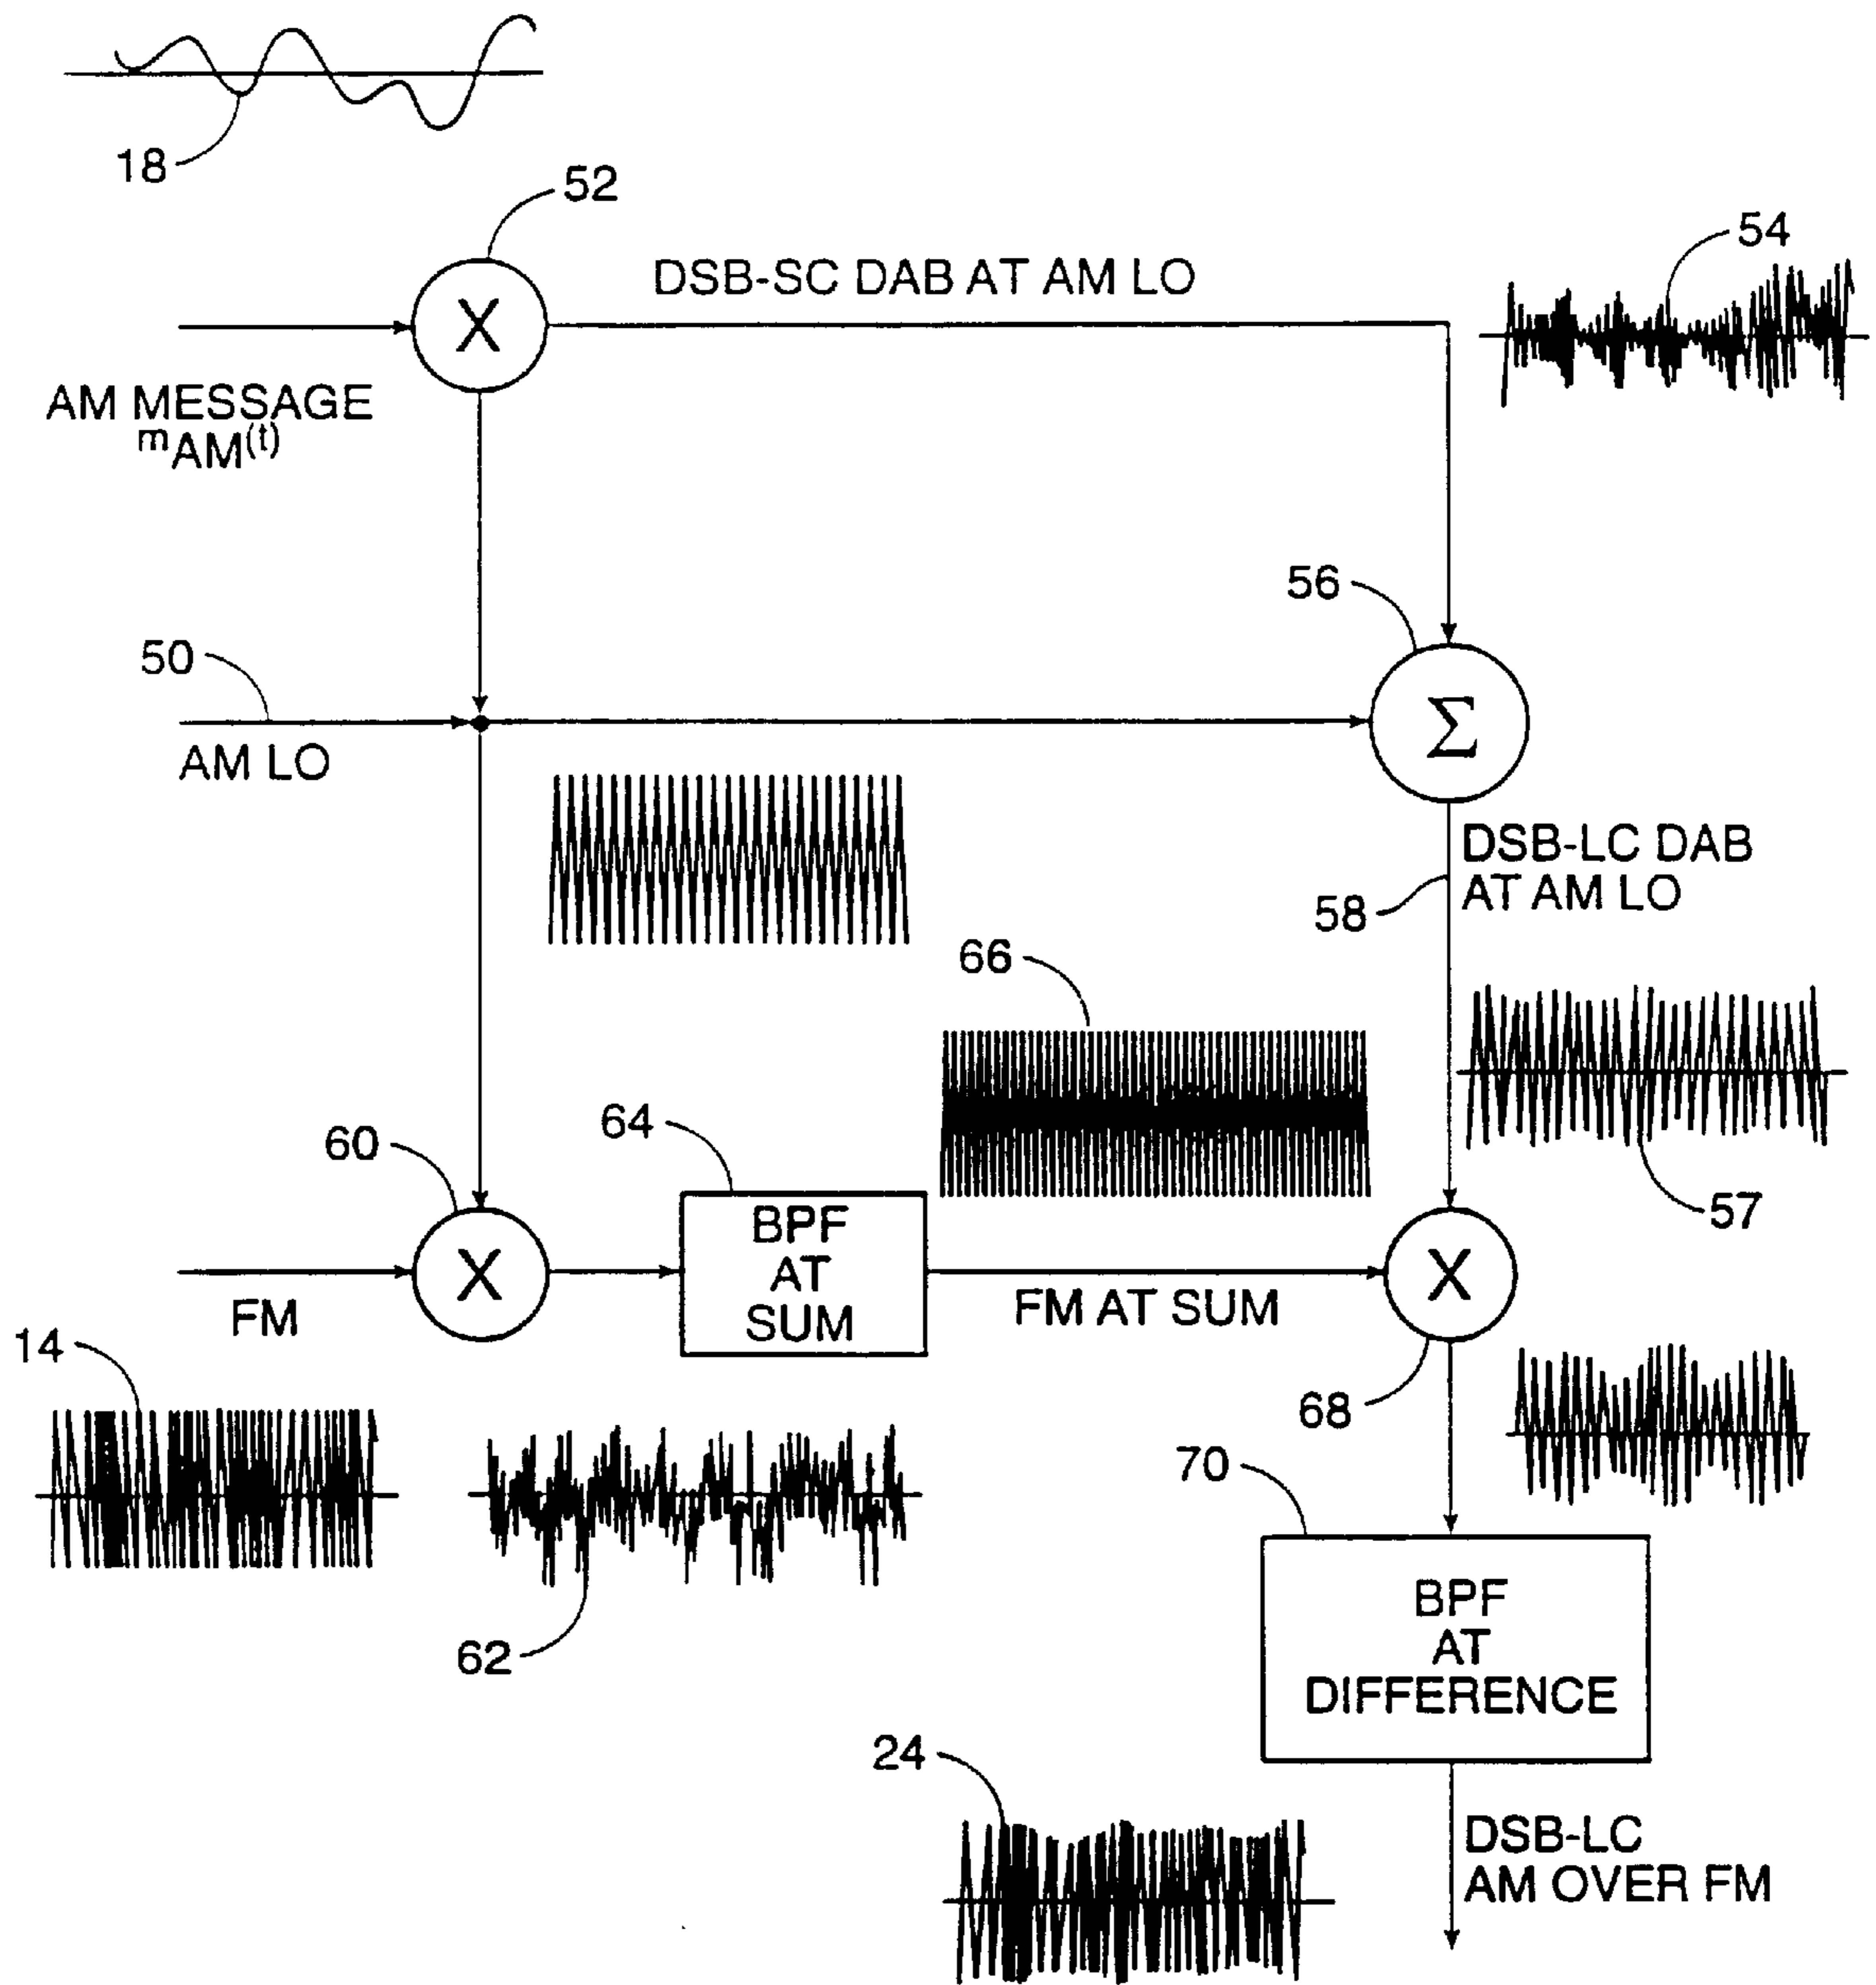 18
52
DSB-SC DAB AT AM LO
54
X
AM MESSAGE
mAM(t)
56
50
AM LO
Σ
DSB-LC DAB
AT AM LO
58
66
64
60
57
BPF
AT
SUM
X
X
FM
FM AT SUM
14
68
70
62
BPF
AT
DIFFERENCE
24
DSB-LC
AM OVER FM